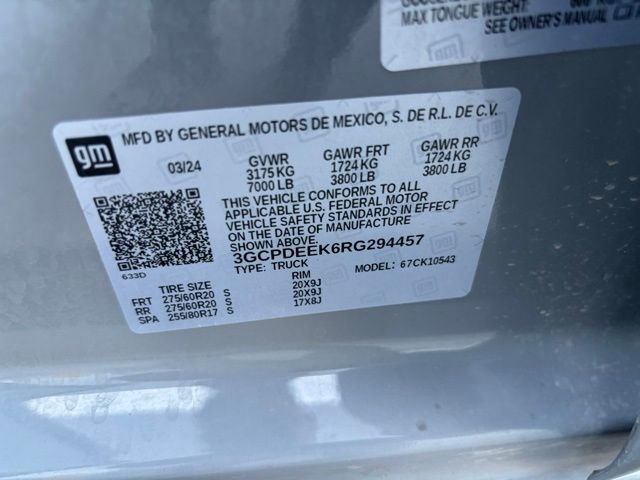 MAX TONGUE WEIGHT:
SEE OWNER'S MANUAL
gm
MFD BY GENERAL MOTORS DE MEXICO, S. DE R.L. DE C.V.
03/24 GVWR GAWR FRT GAWR RR
3175 KG 1724 KG 1724 KG
7000 LB 3800 LB 3800 LB
THIS VEHICLE CONFORMS TO ALL
APPLICABLE U.S. FEDERAL MOTOR
VEHICLE SAFETY STANDARDS IN EFFECT
ON THE DATE OF MANUFACTURE
SHOWN ABOVE.
3GCPDEEK6RG294457
633D TYPE: TRUCK MODEL: 67CK10543
TIRE SIZE RIM
FRT 275/60R20 S 20X9J
RR 275/60R20 S 20X9J
SPA 255/80R17 S 17X8J